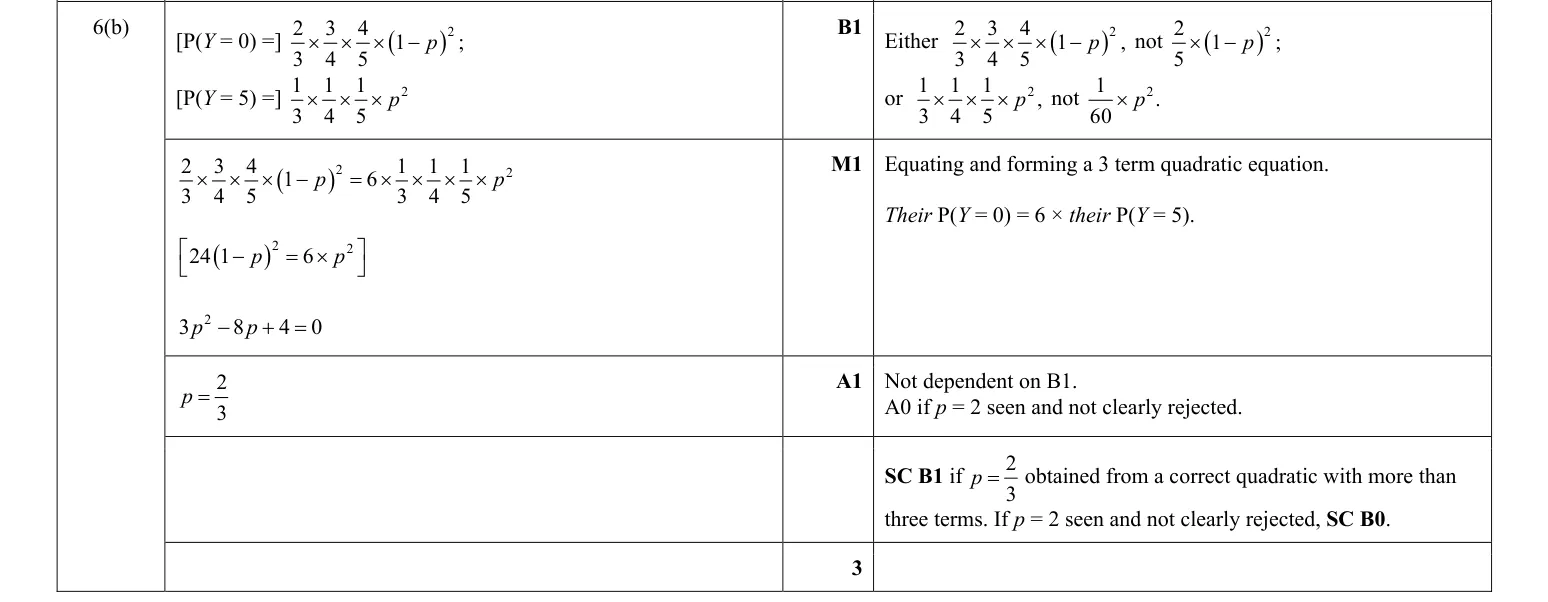 6(b)
[P(Y = 0) =] 2/3 × 3/4 × 4/5 × (1 − p)² ;
[P(Y = 5) =] 1/3 × 1/4 × 1/5 × p²
B1
Either 2/3 × 3/4 × 4/5 × (1 − p)² , not 2/5 × (1 − p)² ;
or 1/3 × 1/4 × 1/5 × p² , not 1/60 × p² .
2/3 × 3/4 × 4/5 × (1 − p)² = 6 × 1/3 × 1/4 × 1/5 × p²
[24(1 − p)² = 6 × p²]
3p² − 8p + 4 = 0
M1
Equating and forming a 3 term quadratic equation.
Their P(Y = 0) = 6 × their P(Y = 5).
p = 2/3
A1
Not dependent on B1.
A0 if p = 2 seen and not clearly rejected.
SC B1 if p = 2/3 obtained from a correct quadratic with more than
three terms. If p = 2 seen and not clearly rejected, SC B0.
3